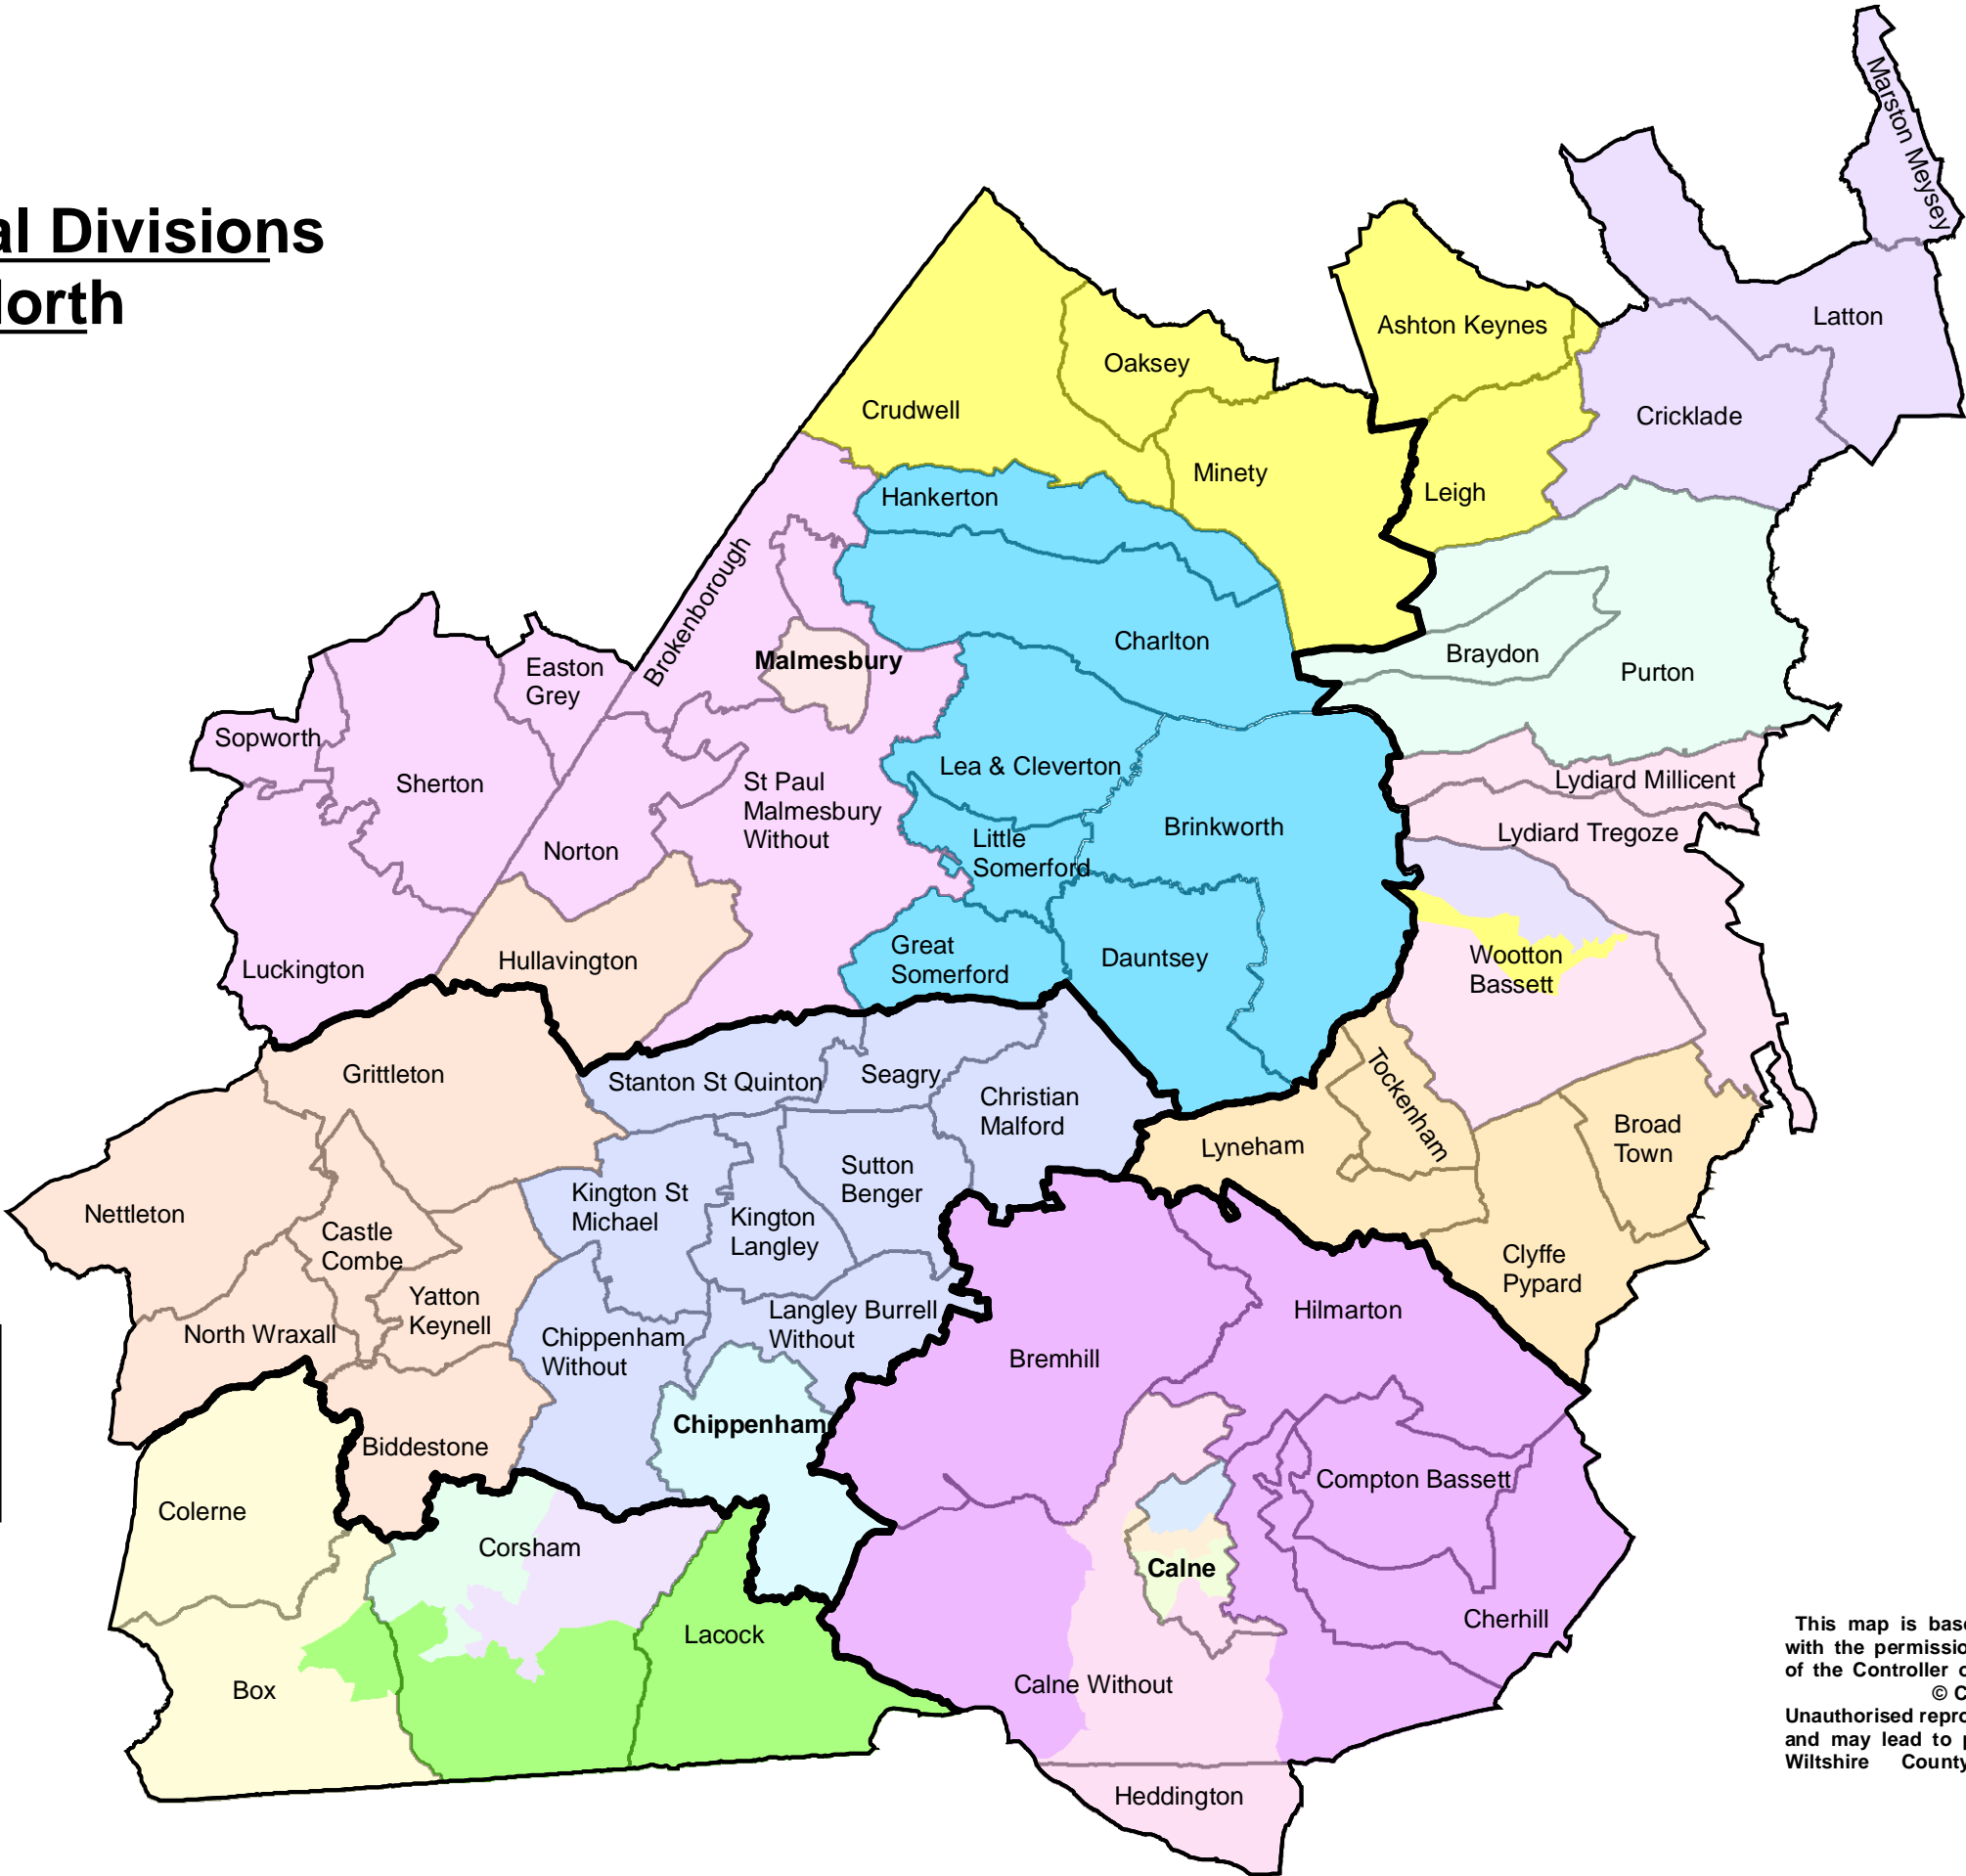 al Divisions
North
Marston Meysey
Latton
Ashton Keynes
Oaksey
Crudwell
Cricklade
Minety
Leigh
Hankerton
Brokenborough
Charlton
Braydon
Malmesbury
Easton
Grey
Purton
Sopworth
Lea & Cleverton
Sherton
St Paul
Malmesbury
Without
Lydiard Millicent
Brinkworth
Lydiard Tregoze
Little
Somerford
Norton
Great
Somerford
Dauntsey
Wootton
Bassett
Hullavington
Luckington
Grittleton
Stanton St Quinton
Seagry
Christian
Malford
Tockenham
Lyneham
Broad
Town
Sutton
Benger
Kington St
Michael
Nettleton
Kington
Langley
Castle
Combe
Clyffe
Pypard
Yatton
Keynell
Langley Burrell
Without
Hilmarton
North Wraxall
Chippenham
Without
Bremhill
Chippenham
Biddestone
Compton Bassett
Colerne
Corsham
Calne
Cherhill
Lacock
Box
Calne Without
Heddington
This map is base
with the permissio
of the Controller o
© C
Unauthorised repro
and may lead to p
Wiltshire County